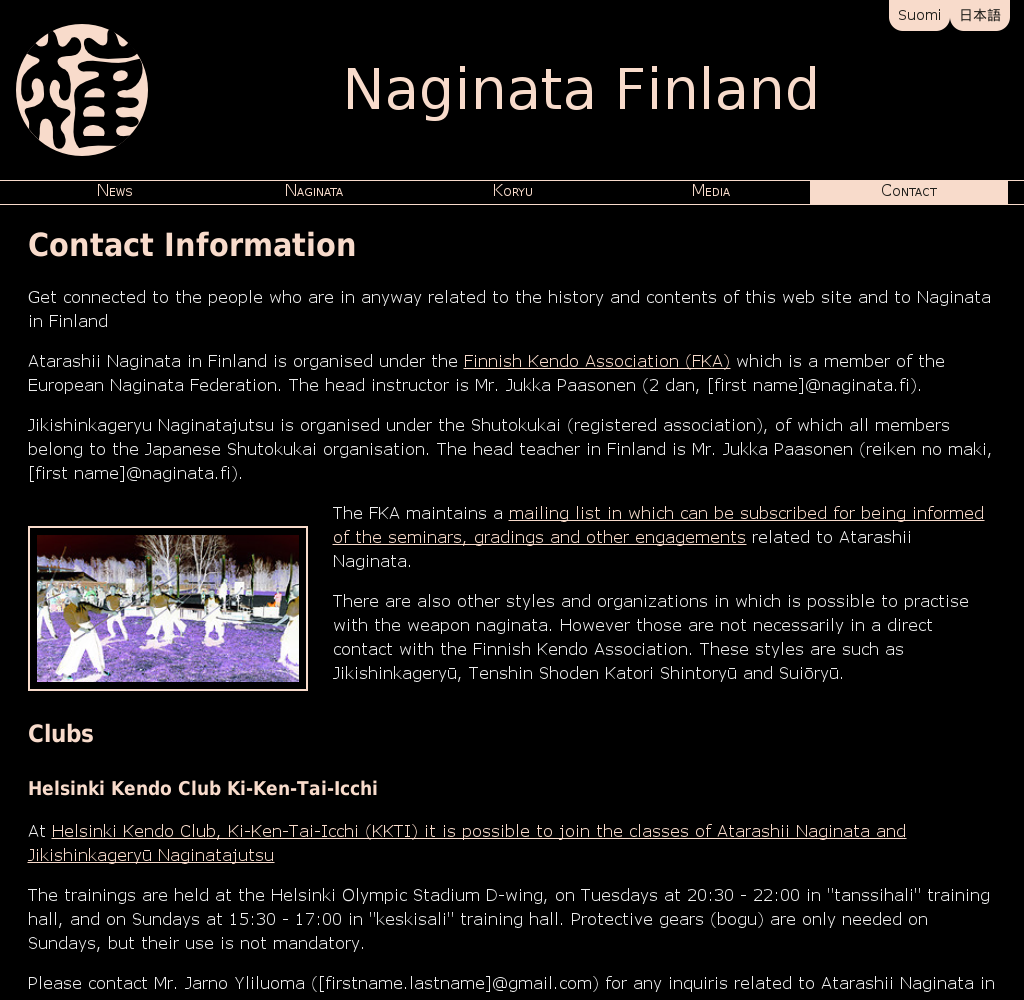 Suomi 日本語
Naginata Finland
News Naginata Koryu Media Contact
Contact Information
Get connected to the people who are in anyway related to the history and contents of this web site and to Naginata
in Finland
Atarashii Naginata in Finland is organised under the Finnish Kendo Association (FKA) which is a member of the
European Naginata Federation. The head instructor is Mr. Jukka Paasonen (2 dan, [first name]@naginata.fi).
Jikishinkageryu Naginatajutsu is organised under the Shutokukai (registered association), of which all members
belong to the Japanese Shutokukai organisation. The head teacher in Finland is Mr. Jukka Paasonen (reiken no maki,
[first name]@naginata.fi).
The FKA maintains a mailing list in which can be subscribed for being informed
of the seminars, gradings and other engagements related to Atarashii
Naginata.
There are also other styles and organizations in which is possible to practise
with the weapon naginata. However those are not necessarily in a direct
contact with the Finnish Kendo Association. These styles are such as
Jikishinkageryū, Tenshin Shoden Katori Shintoryū and Suiōryū.
Clubs
Helsinki Kendo Club Ki-Ken-Tai-Icchi
At Helsinki Kendo Club, Ki-Ken-Tai-Icchi (KKTI) it is possible to join the classes of Atarashii Naginata and
Jikishinkageryū Naginatajutsu
The trainings are held at the Helsinki Olympic Stadium D-wing, on Tuesdays at 20:30 - 22:00 in "tanssihali" training
hall, and on Sundays at 15:30 - 17:00 in "keskisali" training hall. Protective gears (bogu) are only needed on
Sundays, but their use is not mandatory.
Please contact Mr. Jarno Yliluoma ([firstname.lastname]@gmail.com) for any inquiris related to Atarashii Naginata in